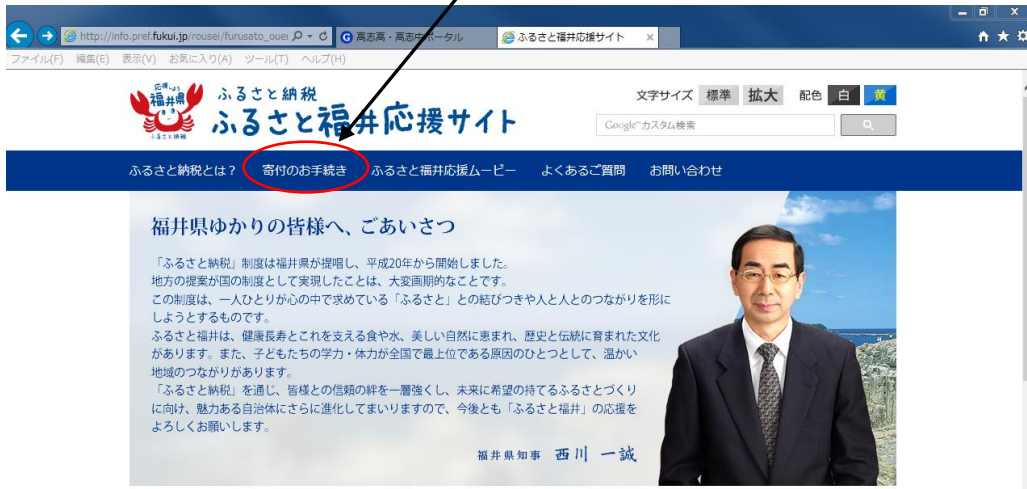 http://info.pref.fukui.jp/rousei/furusato_ouei
高志高・高志中ポータル
ふるさと福井応援サイト
ファイル(F) 編集(E) 表示(V) お気に入り(A) ツール(T) ヘルプ(H)
福井県
ふるさと納税
ふるさと福井応援サイト
文字サイズ 標準 拡大 配色 白 黄
Google カスタム検索
ふるさと納税とは? 寄付のお手続き ふるさと福井応援ムービー よくあるご質問 お問い合わせ
福井県ゆかりの皆様へ、ごあいさつ
「ふるさと納税」制度は福井県が提唱し、平成20年から開始しました。
地方の提案が国の制度として実現したことは、大変画期的なことです。
この制度は、一人ひとりが心の中で求めている「ふるさと」との結びつきや人と人とのつながりを形に
しようとするものです。
ふるさと福井は、健康長寿とこれを支える食や水、美しい自然に恵まれ、歴史と伝統に育まれた文化
があります。また、子どもたちの学力・体力が全国で最上位である原因のひとつとして、温かい
地域のつながりがあります。
「ふるさと納税」を通じ、皆様との信頼の絆を一層強くし、未来に希望の持てるふるさとづくり
に向け、魅力ある自治体にさらに進化してまいりますので、今後とも「ふるさと福井」の応援を
よろしくお願いします。
福井県知事 西川 一誠